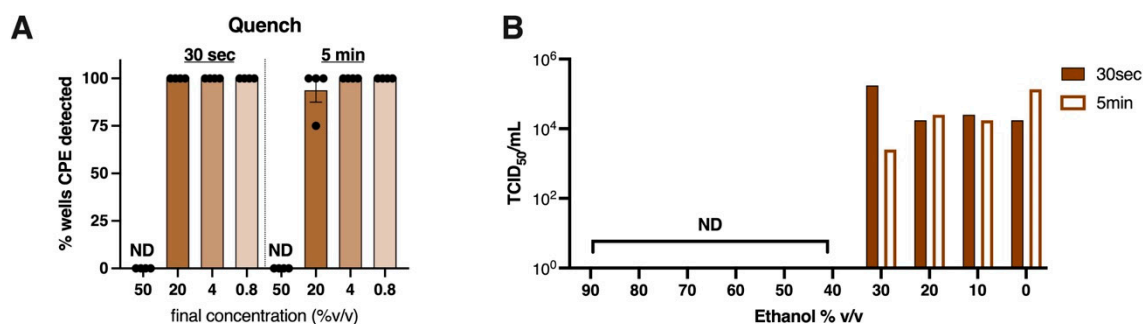 A
Quench
30 sec
5 min
% wells CPE detected
100
75
50
25
0
ND
ND
50 20 4 0.8 50 20 4 0.8
final concentration (%v/v)
B
TCID50/mL
10^6
10^4
10^2
10^0
ND
90 80 70 60 50 40 30 20 10 0
Ethanol % v/v
30sec
5min